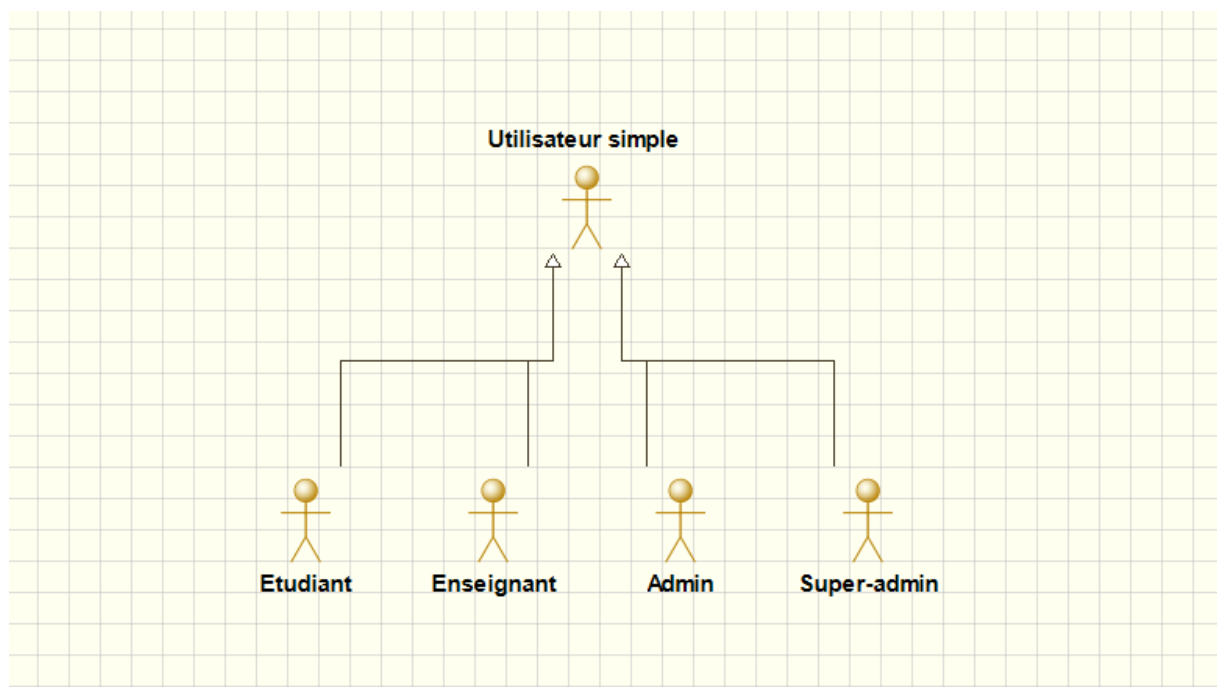 Utilisateur simple
Etudiant
Enseignant
Admin
Super-admin